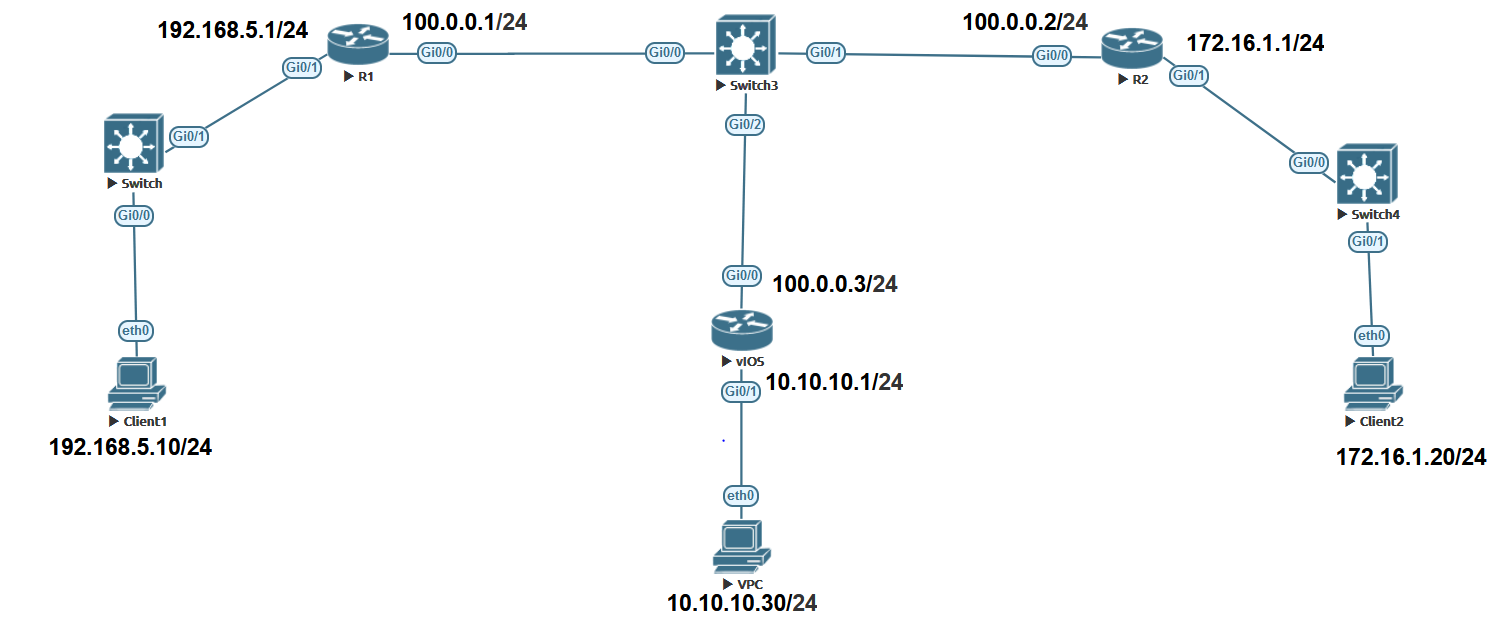 192.168.5.1/24
100.0.0.1/24
100.0.0.2/24
172.16.1.1/24
Gi0/1
Gi0/0
R1
Gi0/0
Gi0/1
Switch3
Gi0/0
Gi0/1
R2
Gi0/1
Switch
Gi0/0
Gi0/2
Gi0/0
Switch4
Gi0/1
Gi0/0
100.0.0.3/24
vIOS
Gi0/1
10.10.10.1/24
eth0
Client1
192.168.5.10/24
eth0
Client2
172.16.1.20/24
eth0
VPC
10.10.10.30/24